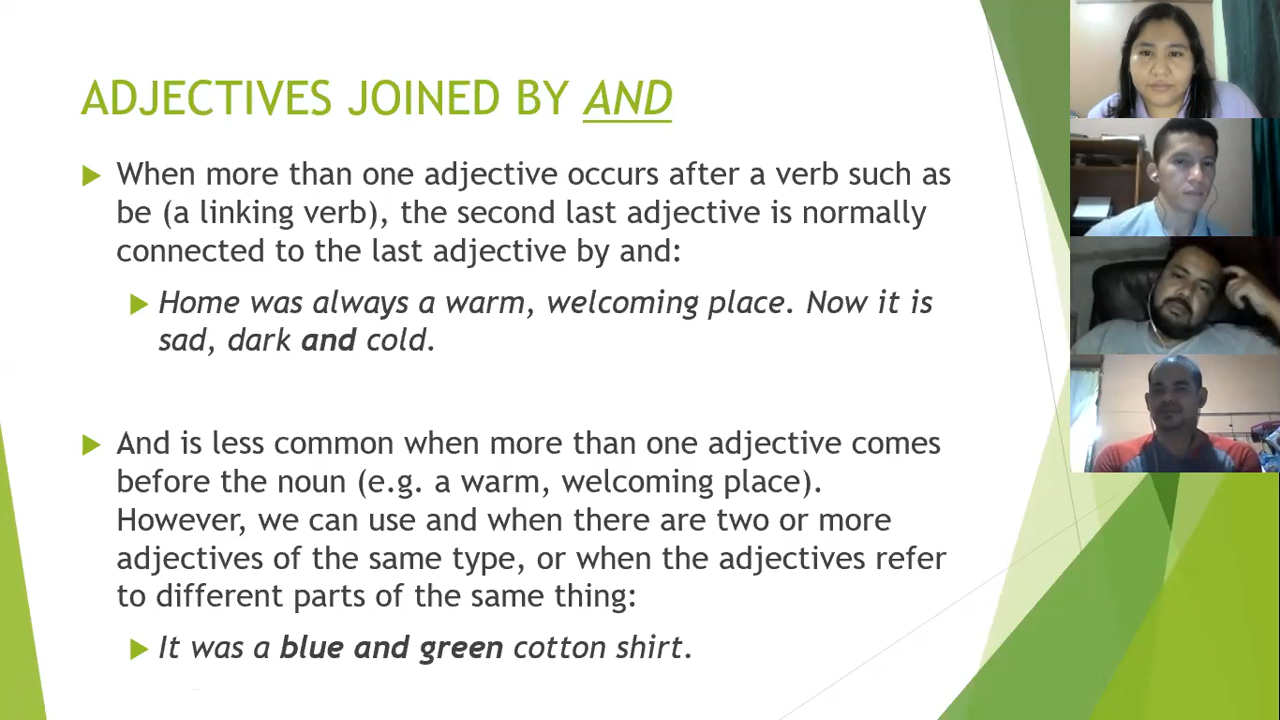 ADJECTIVES JOINED BY AND
When more than one adjective occurs after a verb such as
be (a linking verb), the second last adjective is normally
connected to the last adjective by and:
Home was always a warm, welcoming place. Now it is
sad, dark and cold.
And is less common when more than one adjective comes
before the noun (e.g. a warm, welcoming place).
However, we can use and when there are two or more
adjectives of the same type, or when the adjectives refer
to different parts of the same thing:
It was a blue and green cotton shirt.